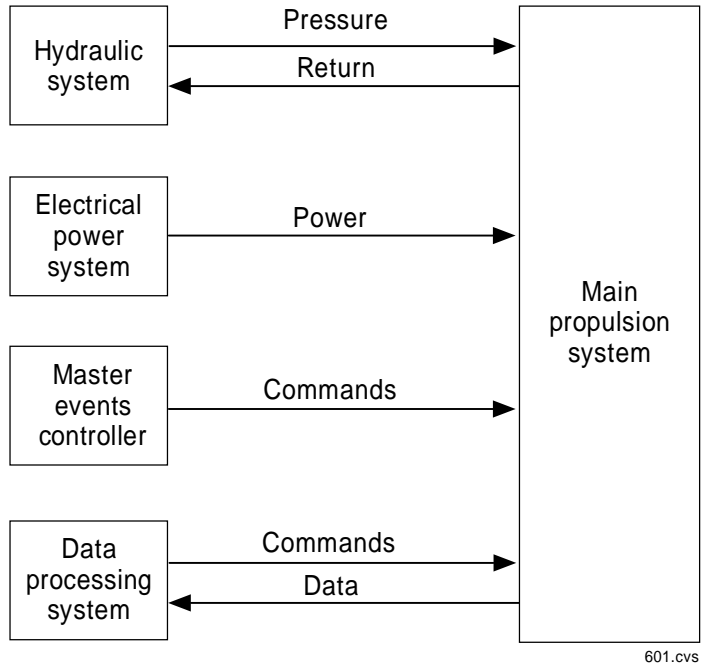 Hydraulic
system
Pressure
Return
Electrical
power
system
Power
Master
events
controller
Commands
Data
processing
system
Commands
Data
Main
propulsion
system
601.cvs